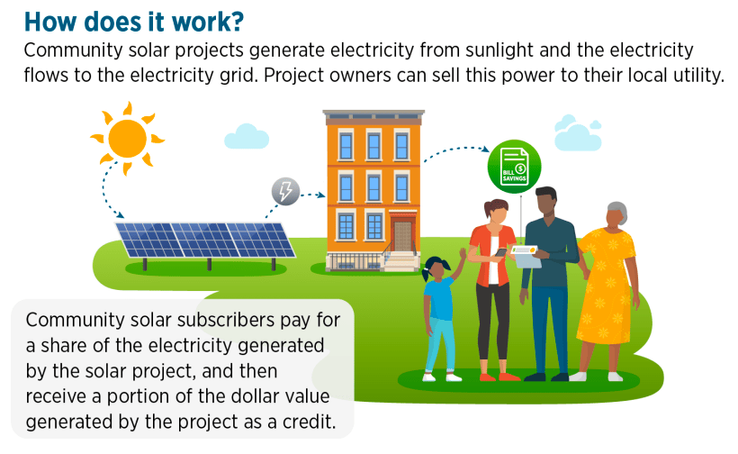 How does it work?
Community solar projects generate electricity from sunlight and the electricity
flows to the electricity grid. Project owners can sell this power to their local utility.
BILL
SAVINGS
$
Community solar subscribers pay for
a share of the electricity generated
by the solar project, and then
receive a portion of the dollar value
generated by the project as a credit.